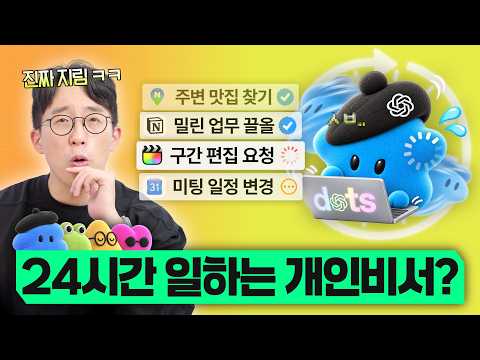 진짜 지림 ㅋㅋ
주변 맛집 찾기
밀린 업무 끌올
구간 편집 요청
31 미팅 일정 변경
ㅅㅂ..
dots
24시간 일하는 개인비서?